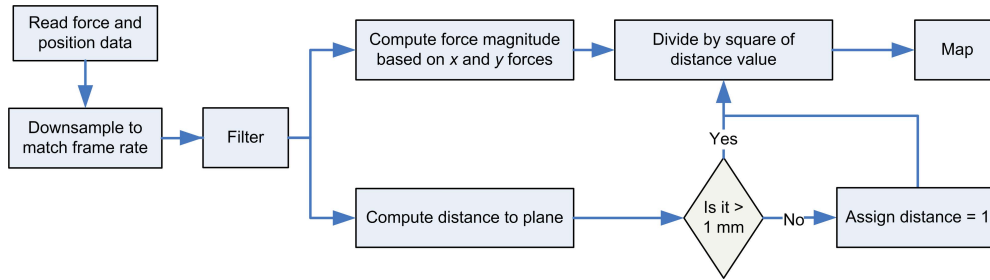 Read force and
position data
Downsample to
match frame rate
Filter
Compute force magnitude
based on x and y forces
Divide by square of
distance value
Map
Compute distance to plane
Is it >
1 mm
Yes
No
Assign distance = 1